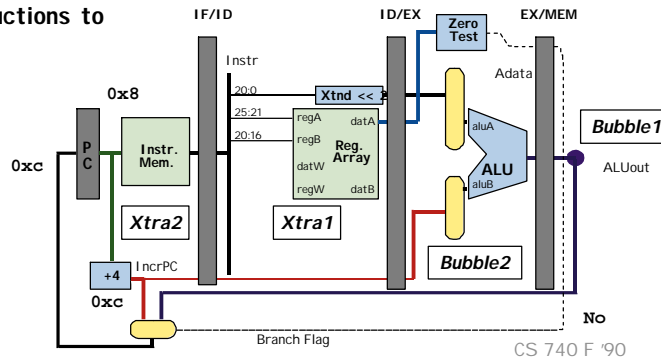 uctions to
IF/ID
ID/EX
EX/MEM
Zero
Test
Instr
Adata
0x8
20:0
Xtnd << 2
25:21
regA
datA
20:16
regB
aluA
Bubble1
P
C
Instr.
Mem.
Reg.
Array
0xc
datW
ALU
ALUout
regW
datB
aluB
Xtra2
Xtra1
Bubble2
IncrPC
+4
0xc
No
Branch Flag
CS 740 F '90